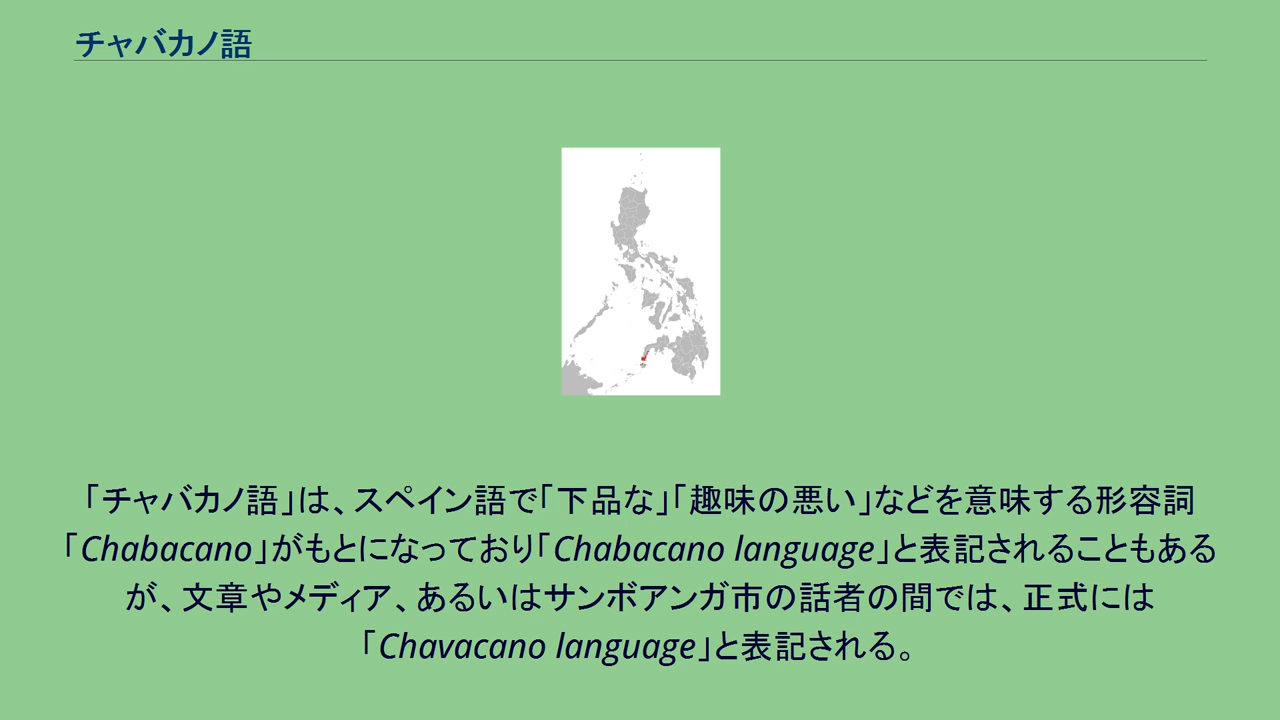 チャバカノ語
「チャバカノ語」は、スペイン語で「下品な」「趣味の悪い」などを意味する形容詞
「Chabacano」がもとになっており「Chabacano language」と表記されることもある
が、文章やメディア、あるいはサンボアンガ市の話者の間では、正式には
「Chavacano language」と表記される。